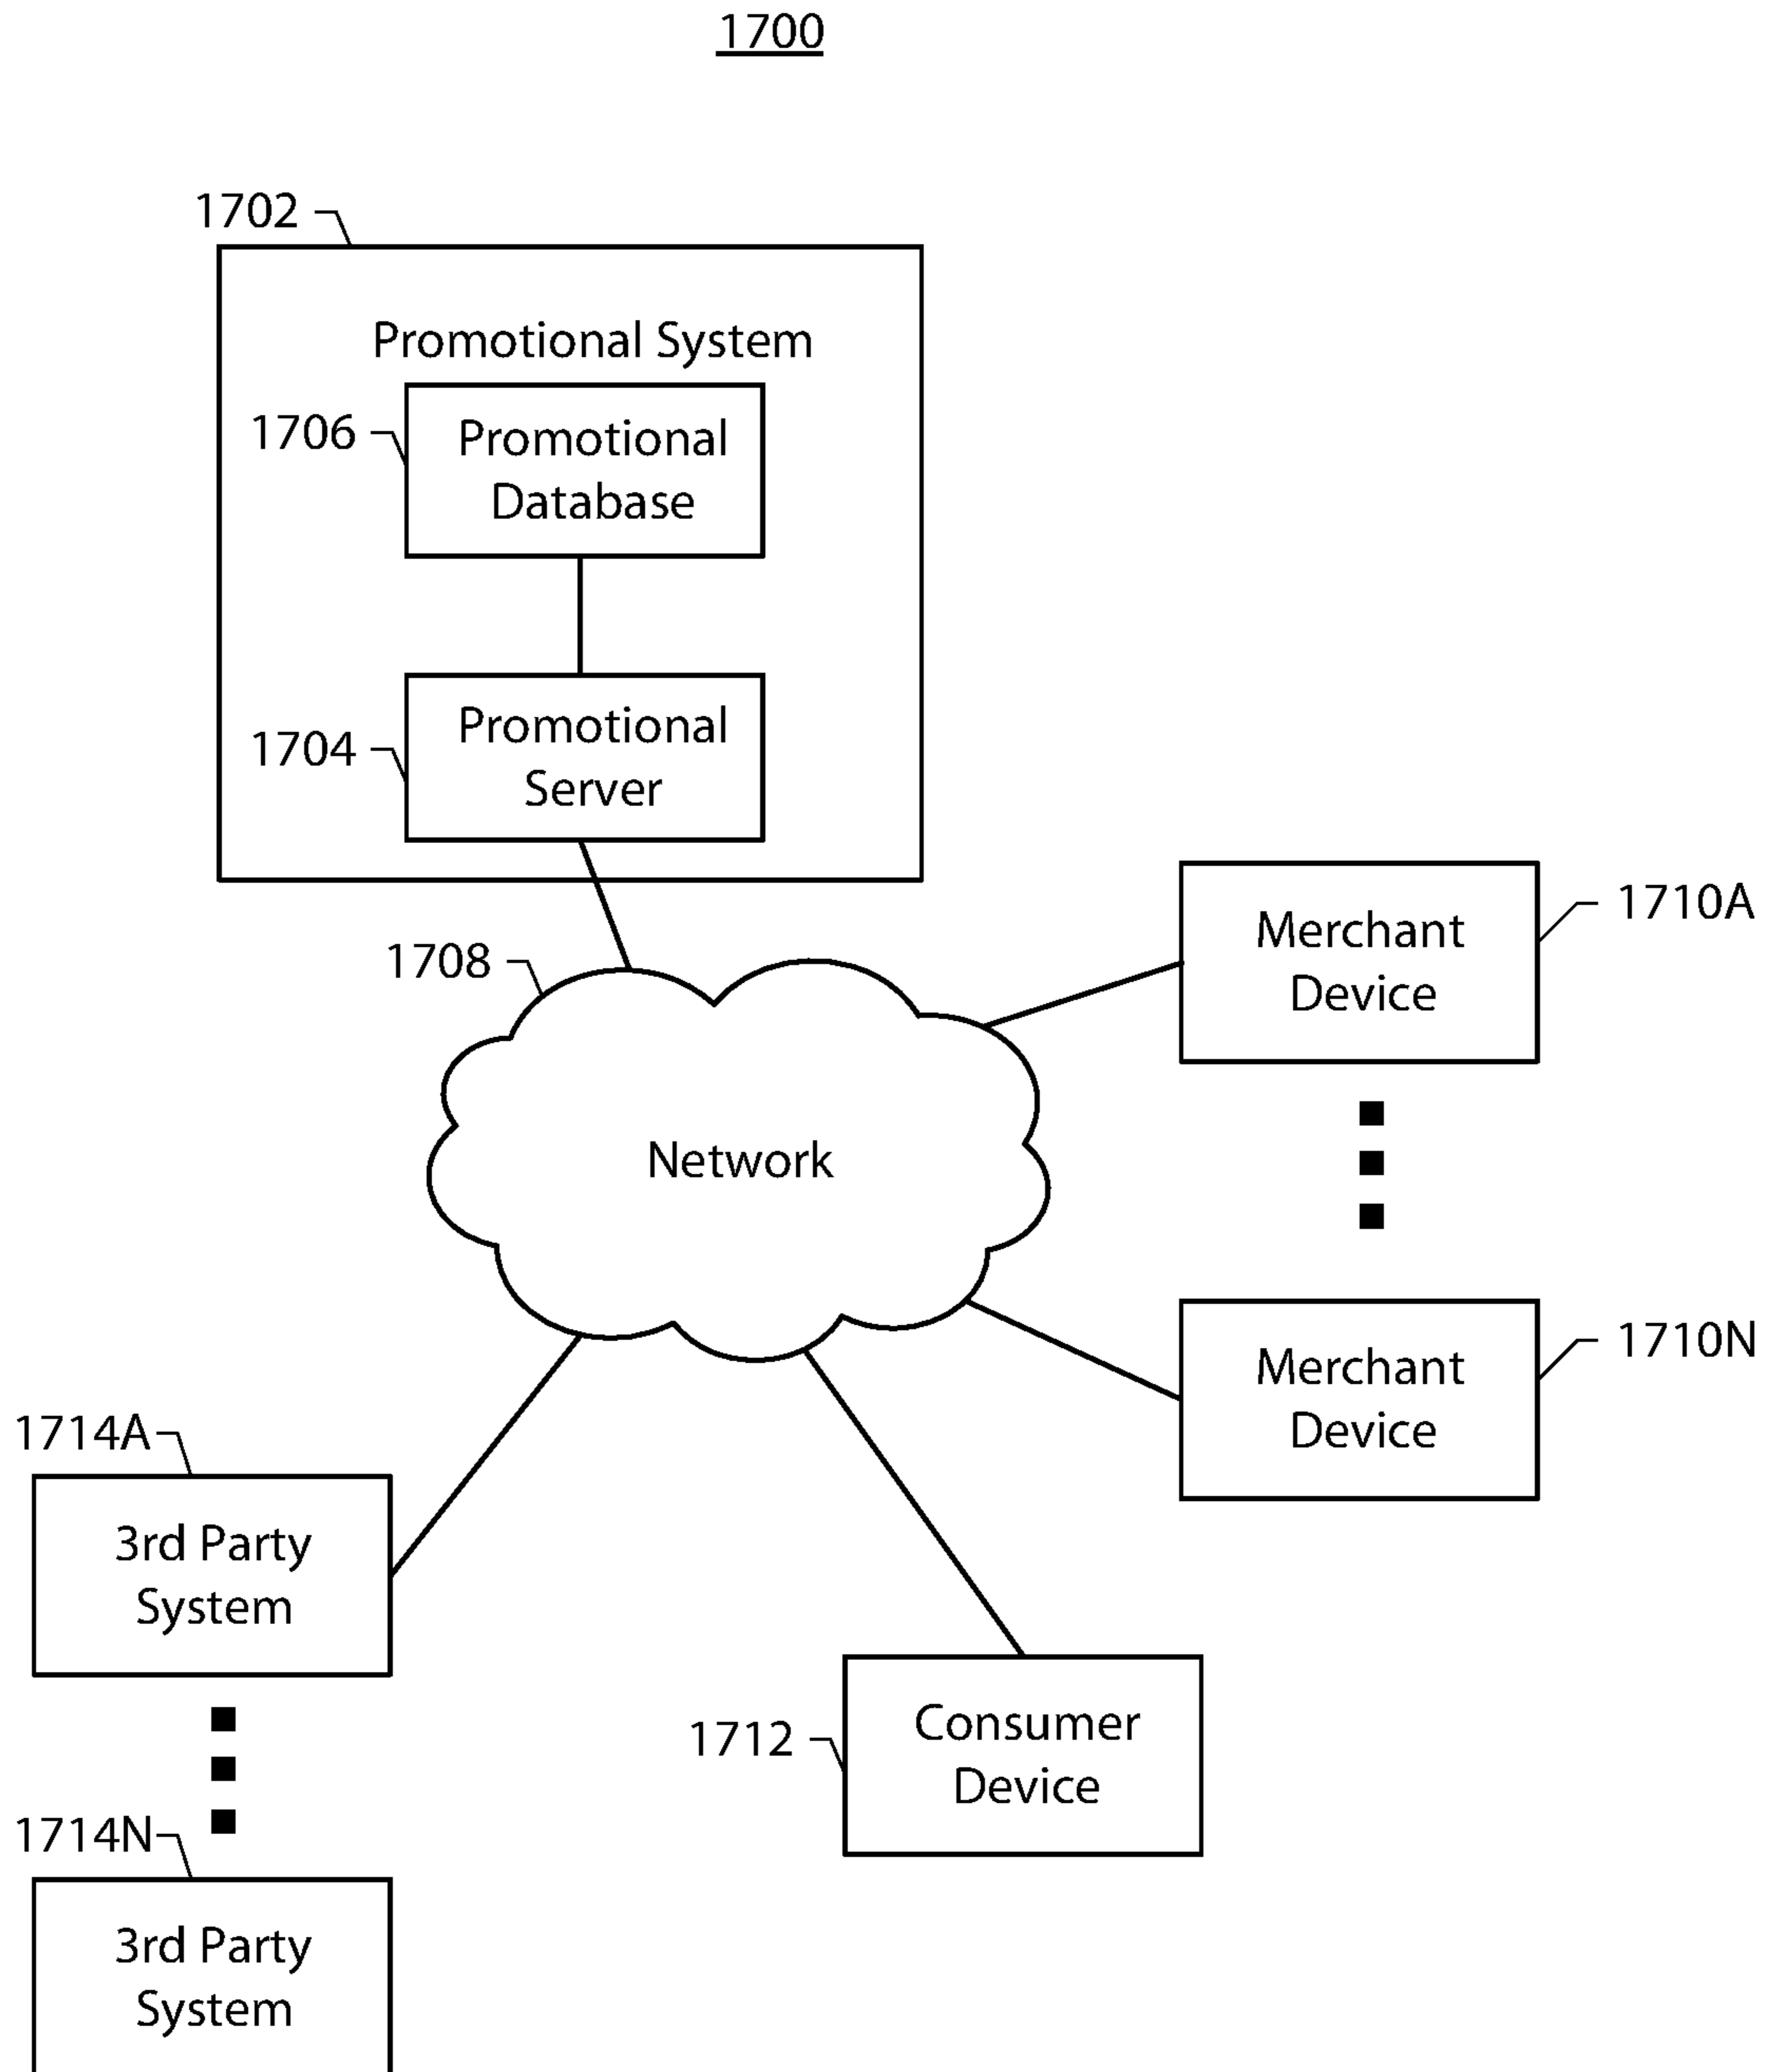 1700
1702
Promotional System
1706
Promotional
Database
1704
Promotional
Server
1708
Network
1710A
Merchant
Device
1710N
Merchant
Device
1714A
3rd Party
System
1712
Consumer
Device
1714N
3rd Party
System